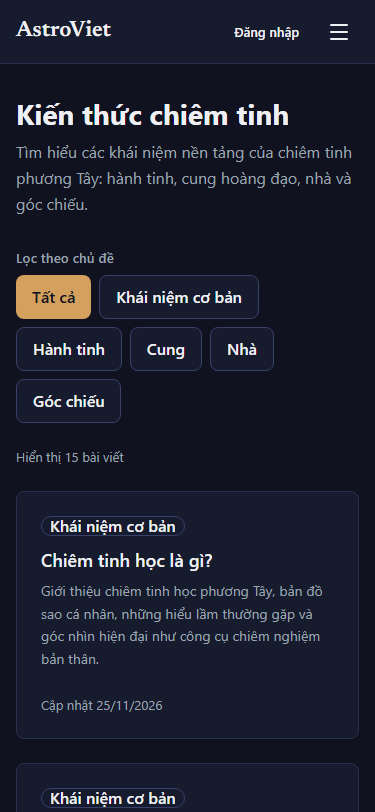 AstroViet
Đăng nhập
Kiến thức chiêm tinh
Tìm hiểu các khái niệm nền tảng của chiêm tinh
phương Tây: hành tinh, cung hoàng đạo, nhà và
góc chiếu.
Lọc theo chủ đề
Tất cả
Khái niệm cơ bản
Hành tinh
Cung
Nhà
Góc chiếu
Hiển thị 15 bài viết
Khái niệm cơ bản
Chiêm tinh học là gì?
Giới thiệu chiêm tinh học phương Tây, bản đồ
sao cá nhân, những hiểu lầm thường gặp và
góc nhìn hiện đại như công cụ chiêm nghiệm
bản thân.
Cập nhật 25/11/2026
Khái niệm cơ bản